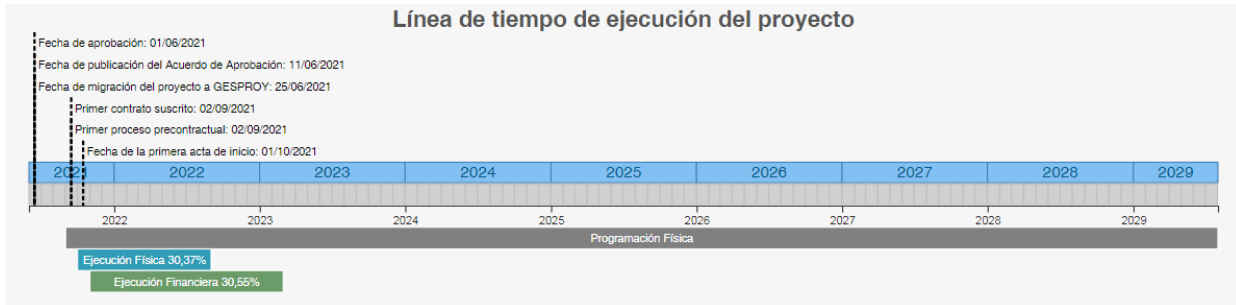 Línea de tiempo de ejecución del proyecto
Fecha de aprobación: 01/06/2021
Fecha de publicación del Acuerdo de Aprobación: 11/06/2021
Fecha de migración del proyecto a GESPROY: 25/06/2021
Primer contrato suscrito: 02/09/2021
Primer proceso precontractual: 02/09/2021
Fecha de la primera acta de inicio: 01/10/2021
2021 2022 2023 2024 2025 2026 2027 2028 2029
2022 2023 2024 2025 2026 2027 2028 2029
Programación Física
Ejecución Física 30,37%
Ejecución Financiera 30,55%